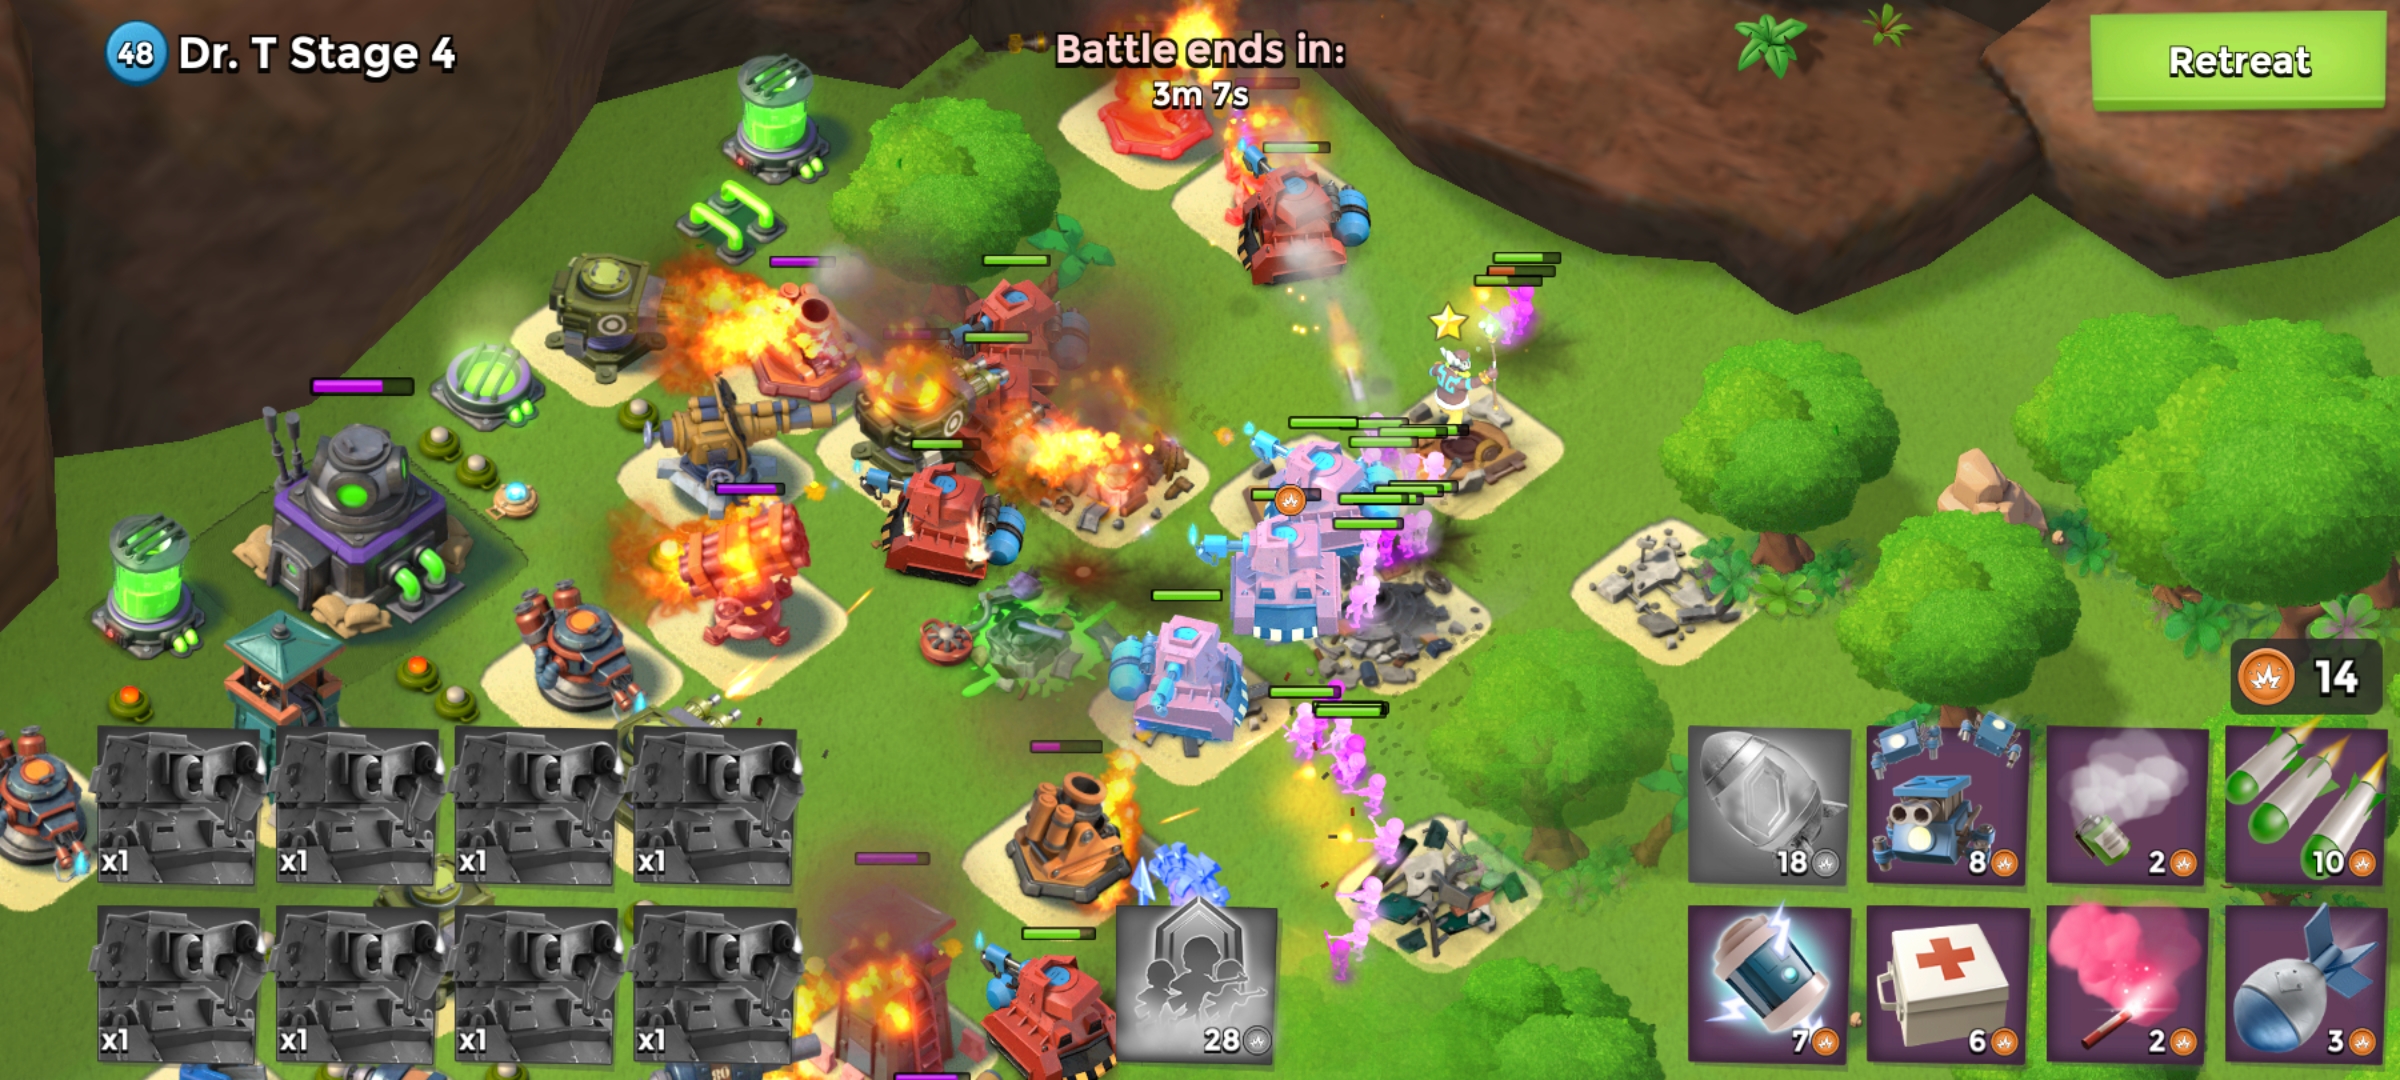 48 Dr. T Stage 4
Battle ends in:
3m 7s
Retreat
14
x1 x1 x1 x1
18 8 2 10
x1 x1 x1 x1
28
7 6 2 3